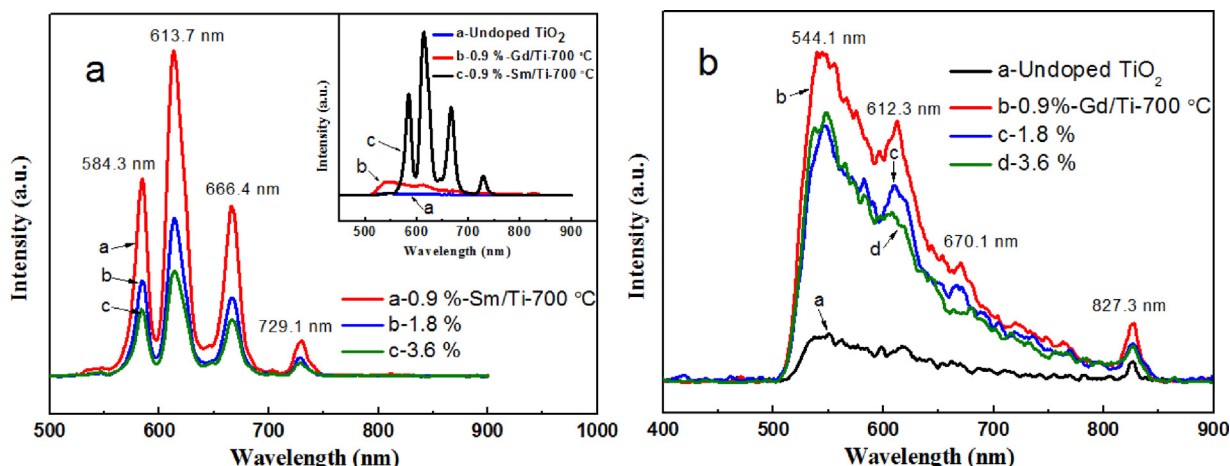 a
613.7 nm
584.3 nm
666.4 nm
729.1 nm
a
b
c
a-0.9 %-Sm/Ti-700 °C
b-1.8 %
c-3.6 %
Intensity (a.u.)
500 600 700 800 900 1000
Wavelength (nm)
a-Undoped TiO2
b-0.9 %-Gd/Ti-700 °C
c-0.9 %-Sm/Ti-700 °C
c
b
a
Intensity (a.u.)
500 600 700 800 900
Wavelength (nm)
b
544.1 nm
612.3 nm
670.1 nm
827.3 nm
b
c
d
a
a-Undoped TiO2
b-0.9%-Gd/Ti-700 °C
c-1.8 %
d-3.6 %
Intensity (a.u.)
400 500 600 700 800 900
Wavelength (nm)